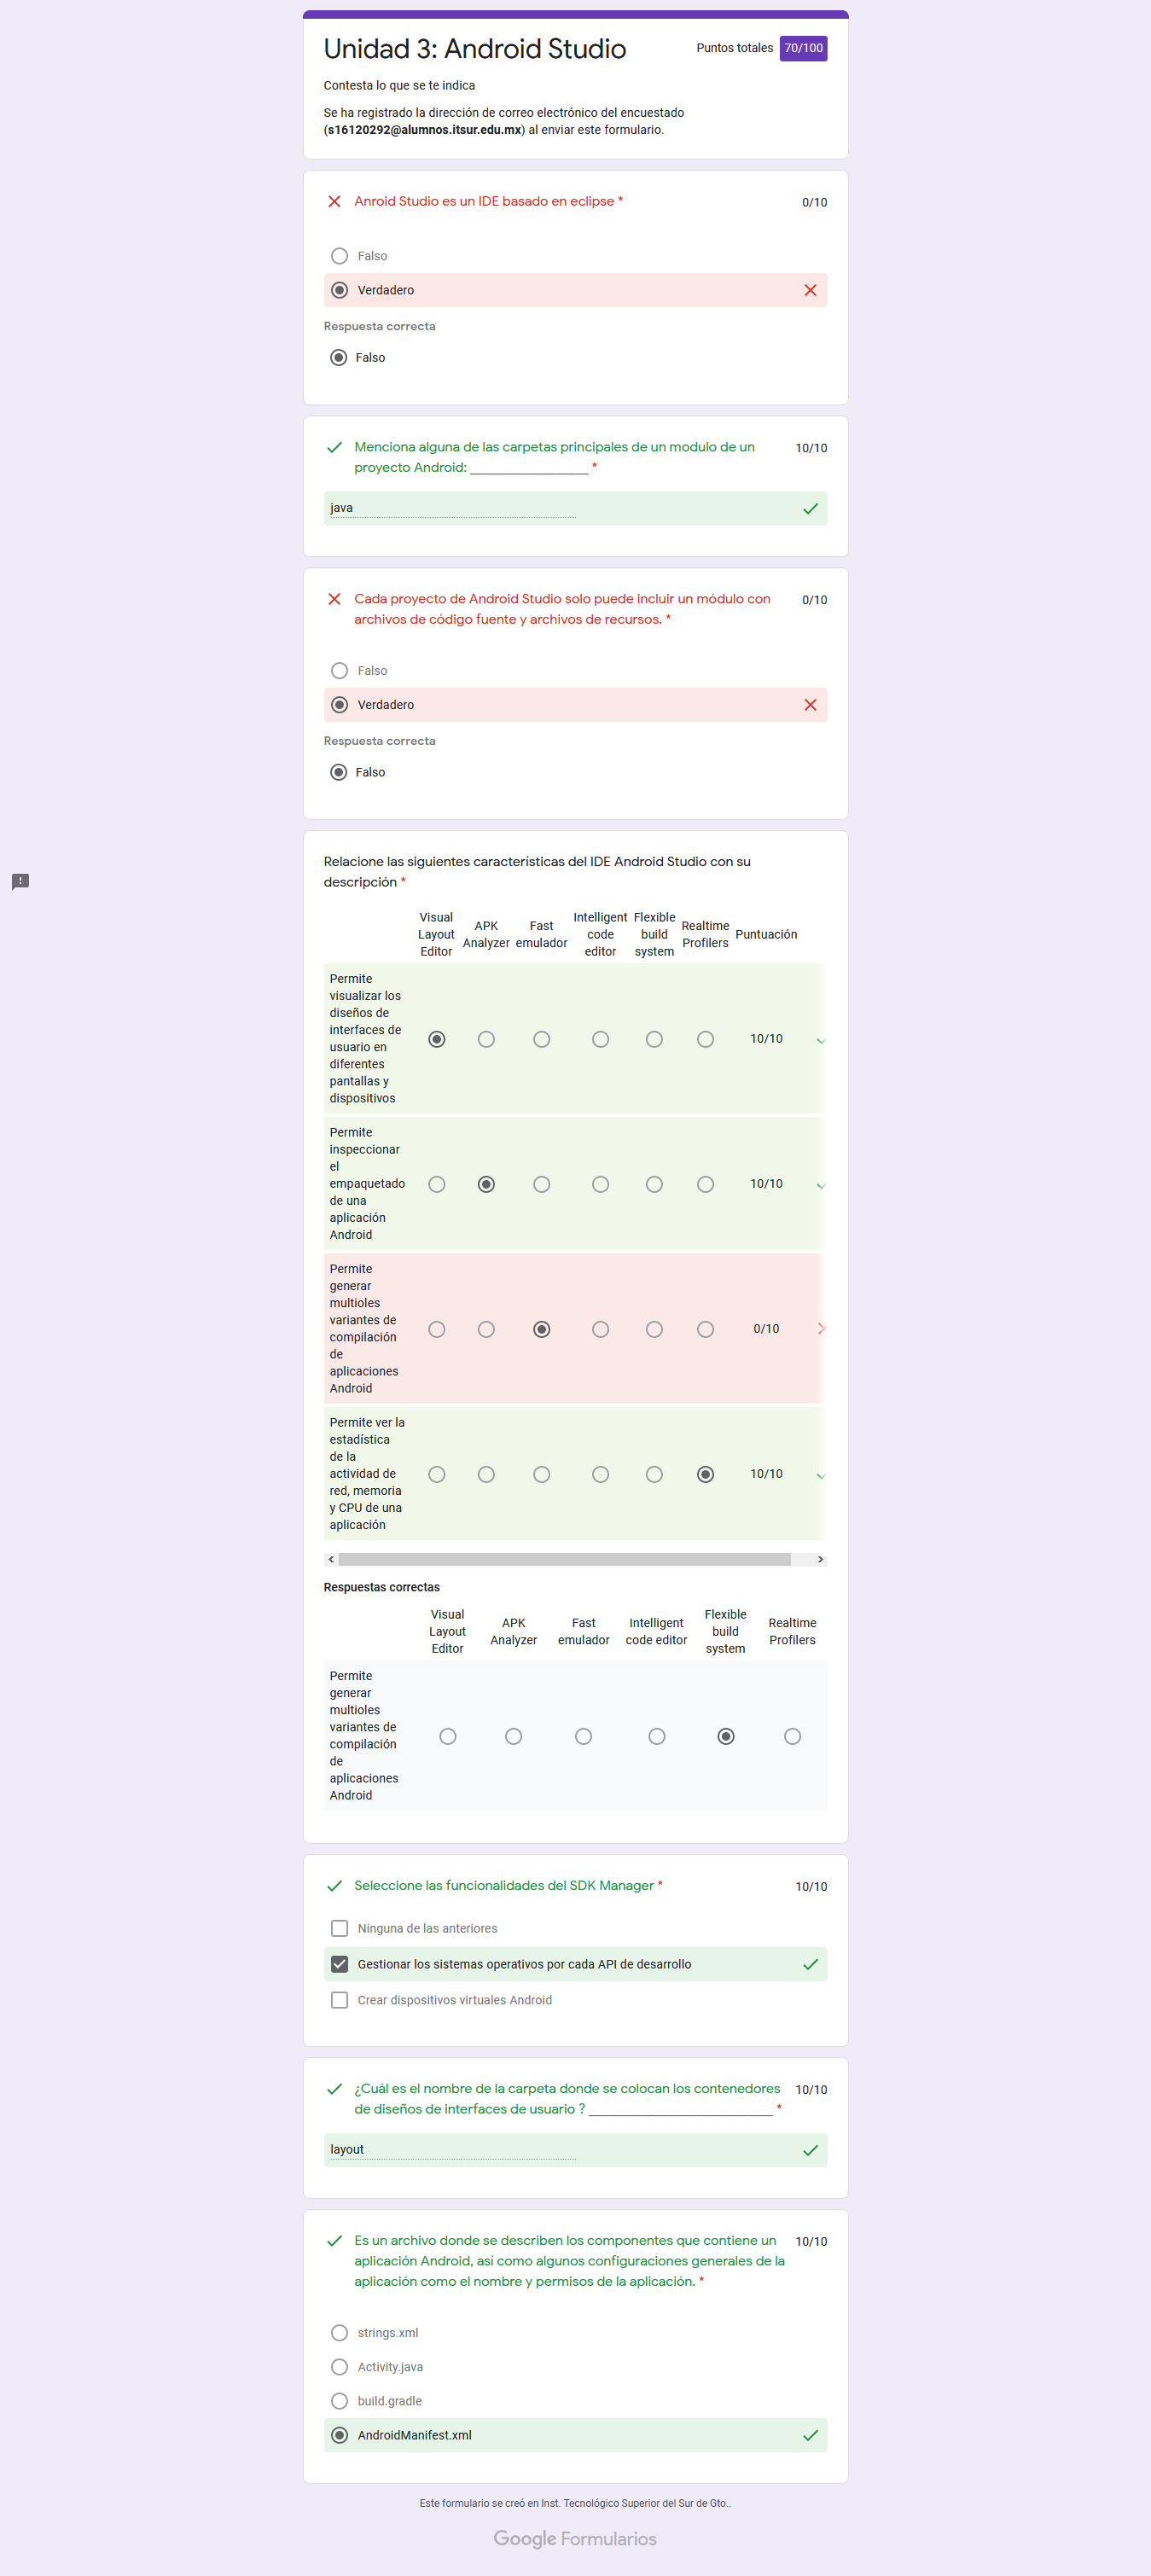 Unidad 3: Android Studio
Puntos totales 70/100
Contesta lo que se te indica
Se ha registrado la dirección de correo electrónico del encuestado
(s16120292@alumnos.itsur.edu.mx) al enviar este formulario.
Anroid Studio es un IDE basado en eclipse * 0/10
Falso
Verdadero
Respuesta correcta
Falso
Menciona alguna de las carpetas principales de un modulo de un 10/10
proyecto Android: __________________ *
java
Cada proyecto de Android Studio solo puede incluir un módulo con 0/10
archivos de código fuente y archivos de recursos. *
Falso
Verdadero
Respuesta correcta
Falso
Relacione las siguientes características del IDE Android Studio con su
descripción *
Visual
Layout
Editor
APK
Analyzer
Fast
emulador
Intelligent
code
editor
Flexible
build
system
Realtime
Profilers
Puntuación
Permite
visualizar los
diseños de
interfaces de
usuario en
diferentes
pantallas y
dispositivos
10/10
Permite
inspeccionar
el
empaquetado
de una
aplicación
Android
10/10
Permite
generar
multioles
variantes de
compilación
de
aplicaciones
Android
0/10
Permite ver la
estadística
de la
actividad de
red, memoria
y CPU de una
aplicación
10/10
Respuestas correctas
Visual
Layout
Editor
APK
Analyzer
Fast
emulador
Intelligent
code editor
Flexible
build
system
Realtime
Profilers
Permite
generar
multioles
variantes de
compilación
de
aplicaciones
Android
Seleccione las funcionalidades del SDK Manager * 10/10
Ninguna de las anteriores
Gestionar los sistemas operativos por cada API de desarrollo
Crear dispositivos virtuales Android
¿Cuál es el nombre de la carpeta donde se colocan los contenedores 10/10
de diseños de interfaces de usuario ? ____________________________ *
layout
Es un archivo donde se describen los componentes que contiene un 10/10
aplicación Android, así como algunos configuraciones generales de la
aplicación como el nombre y permisos de la aplicación. *
strings.xml
Activity.java
build.gradle
AndroidManifest.xml
Este formulario se creó en Inst. Tecnológico Superior del Sur de Gto..
Google Formularios